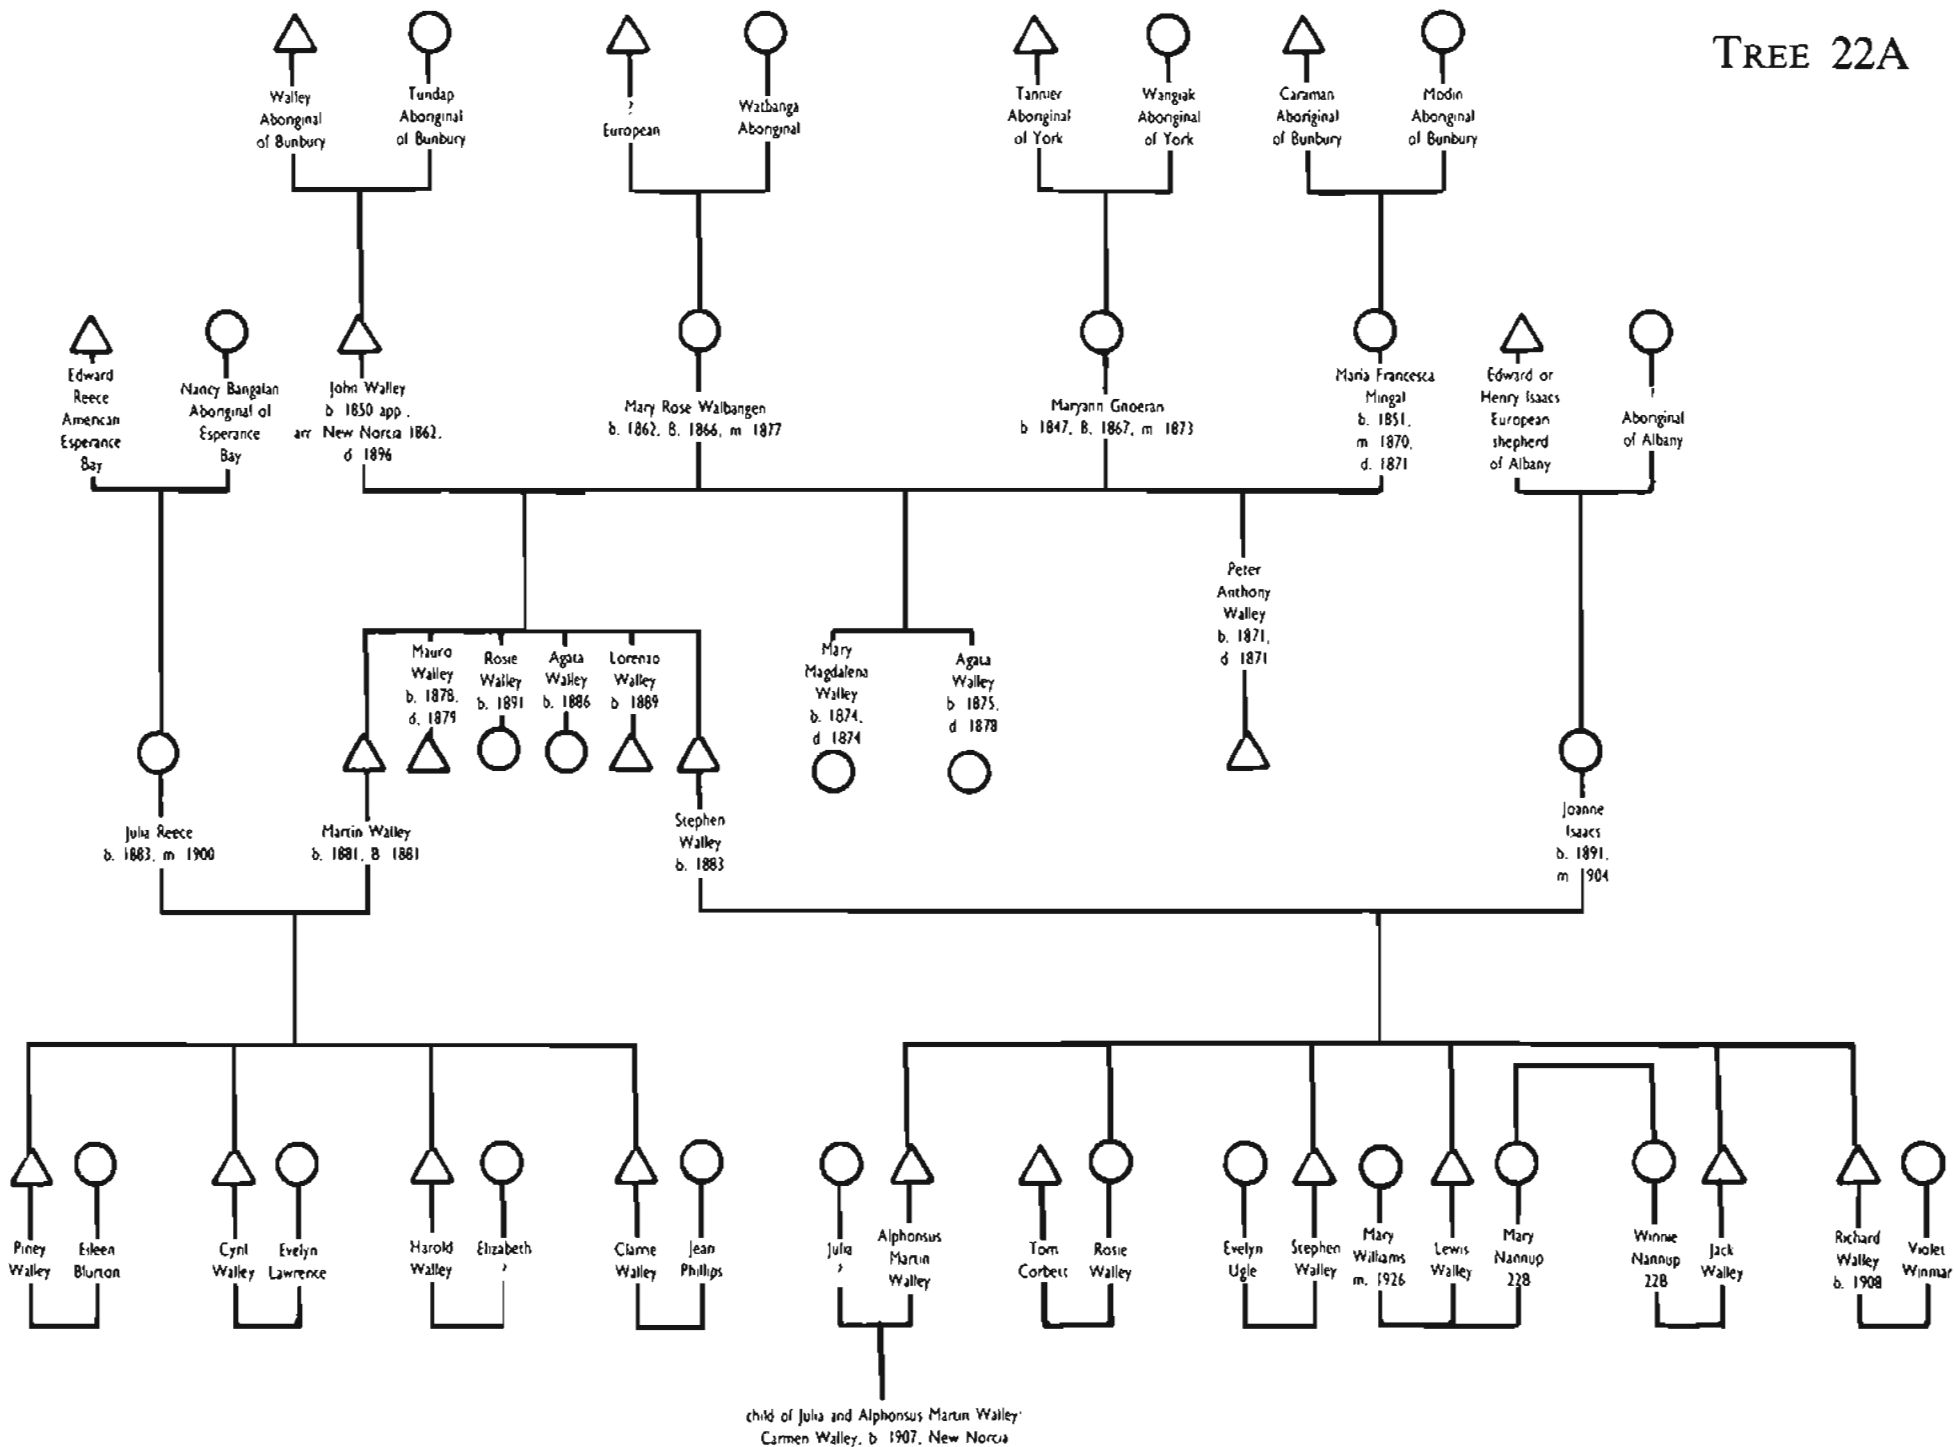 TREE 22A
Walley
Aboriginal
of Bunbury
Tundap
Aboriginal
of Bunbury
?
European
Watbanga
Aboriginal
Tannier
Aboriginal
of York
Wangiak
Aboriginal
of York
Caraman
Aboriginal
of Bunbury
Modin
Aboriginal
of Bunbury
Edward
Reece
American
Esperance
Bay
Nancy Bangalan
Aboriginal of
Esperance
Bay
John Walley
b 1850 app.,
arr New Norcia 1862,
d 1896
Mary Rose Walbangen
b. 1862, B. 1866, m 1877
Maryann Gnoeran
b 1847, B. 1867, m 1873
Maria Francesca
Mingal
b. 1851,
m 1870,
d. 1871
Edward or
Henry Isaacs
European
shepherd
of Albany
?
Aboriginal
of Albany
Peter
Anthony
Walley
b. 1871,
d 1871
Mauro
Walley
b. 1878,
d. 1879
Rosie
Walley
b. 1891
Agata
Walley
b. 1886
Lorenzo
Walley
b 1889
Mary
Magdalena
Walley
b. 1874,
d 1874
Agata
Walley
b 1875,
d 1878
Julia Reece
b. 1883, m 1900
Martin Walley
b. 1881, B 1881
Stephen
Walley
b. 1883
Joanne
Isaacs
b. 1891,
m 1904
Piney
Walley
Eileen
Blurton
Cyril
Walley
Evelyn
Lawrence
Harold
Walley
Elizabeth
?
Clarrie
Walley
Jean
Phillips
Julia
?
Alphonsus
Martin
Walley
Tom
Corbett
Rosie
Walley
Evelyn
Ugle
Stephen
Walley
Mary
Williams
m. 1926
Lewis
Walley
Mary
Nannup
22B
Winnie
Nannup
22B
Jack
Walley
Richard
Walley
b. 1908
Violet
Winmar
child of Julia and Alphonsus Martin Walley:
Carmen Walley, b 1907, New Norcia